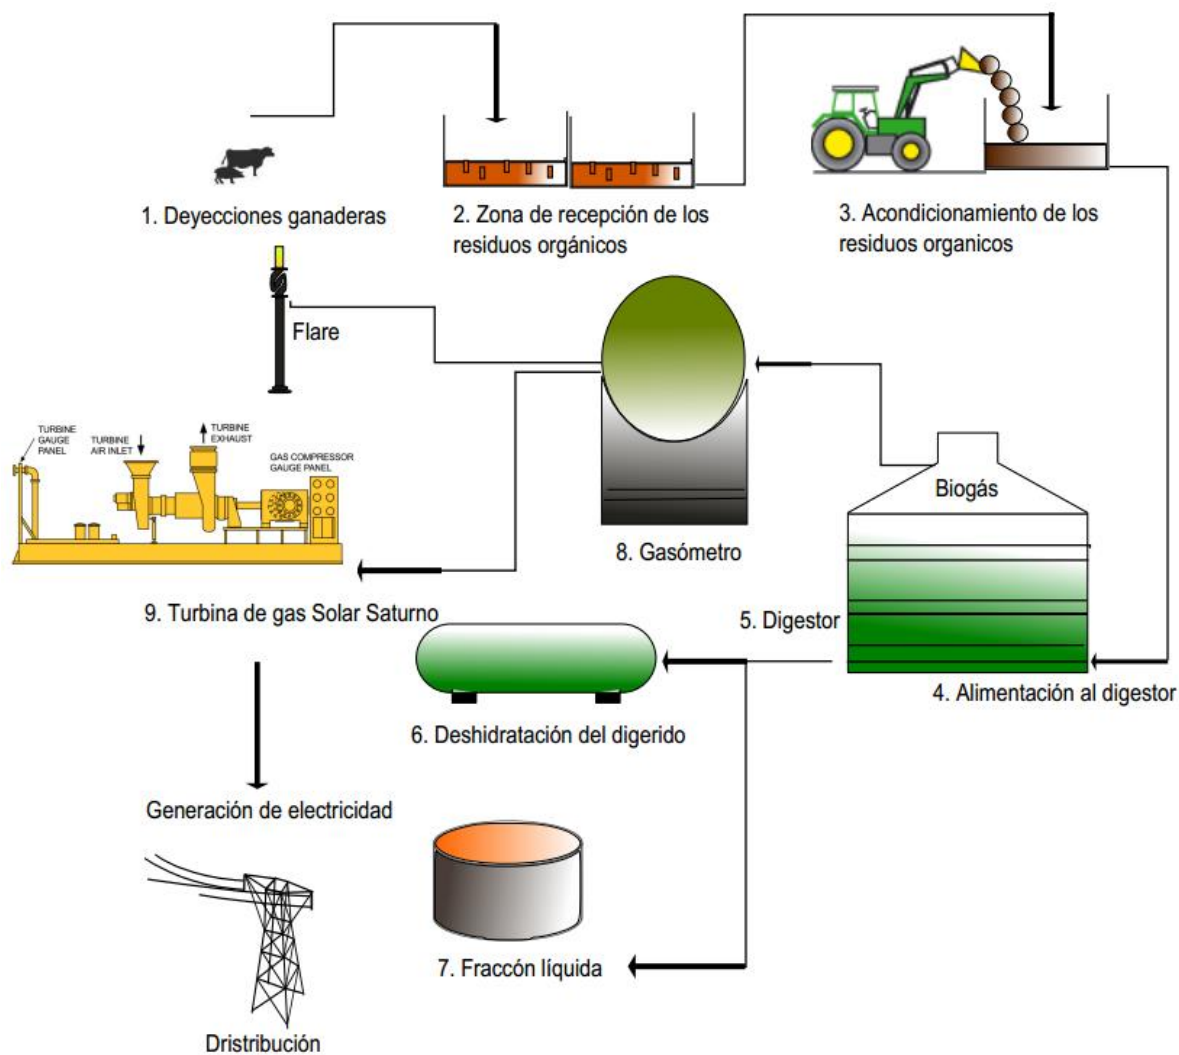 1. Deyecciones ganaderas
2. Zona de recepción de los
residuos orgánicos
3. Acondicionamiento de los
residuos organicos
Flare
TURBINE
GAUGE
PANEL
TURBINE
AIR INLET
TURBINE
EXHAUST
GAS COMPRESSOR
GAUGE PANEL
Biogás
8. Gasómetro
9. Turbina de gas Solar Saturno
5. Digestor
4. Alimentación al digestor
6. Deshidratación del digerido
Generación de electricidad
7. Fraccón líquida
Dristribución